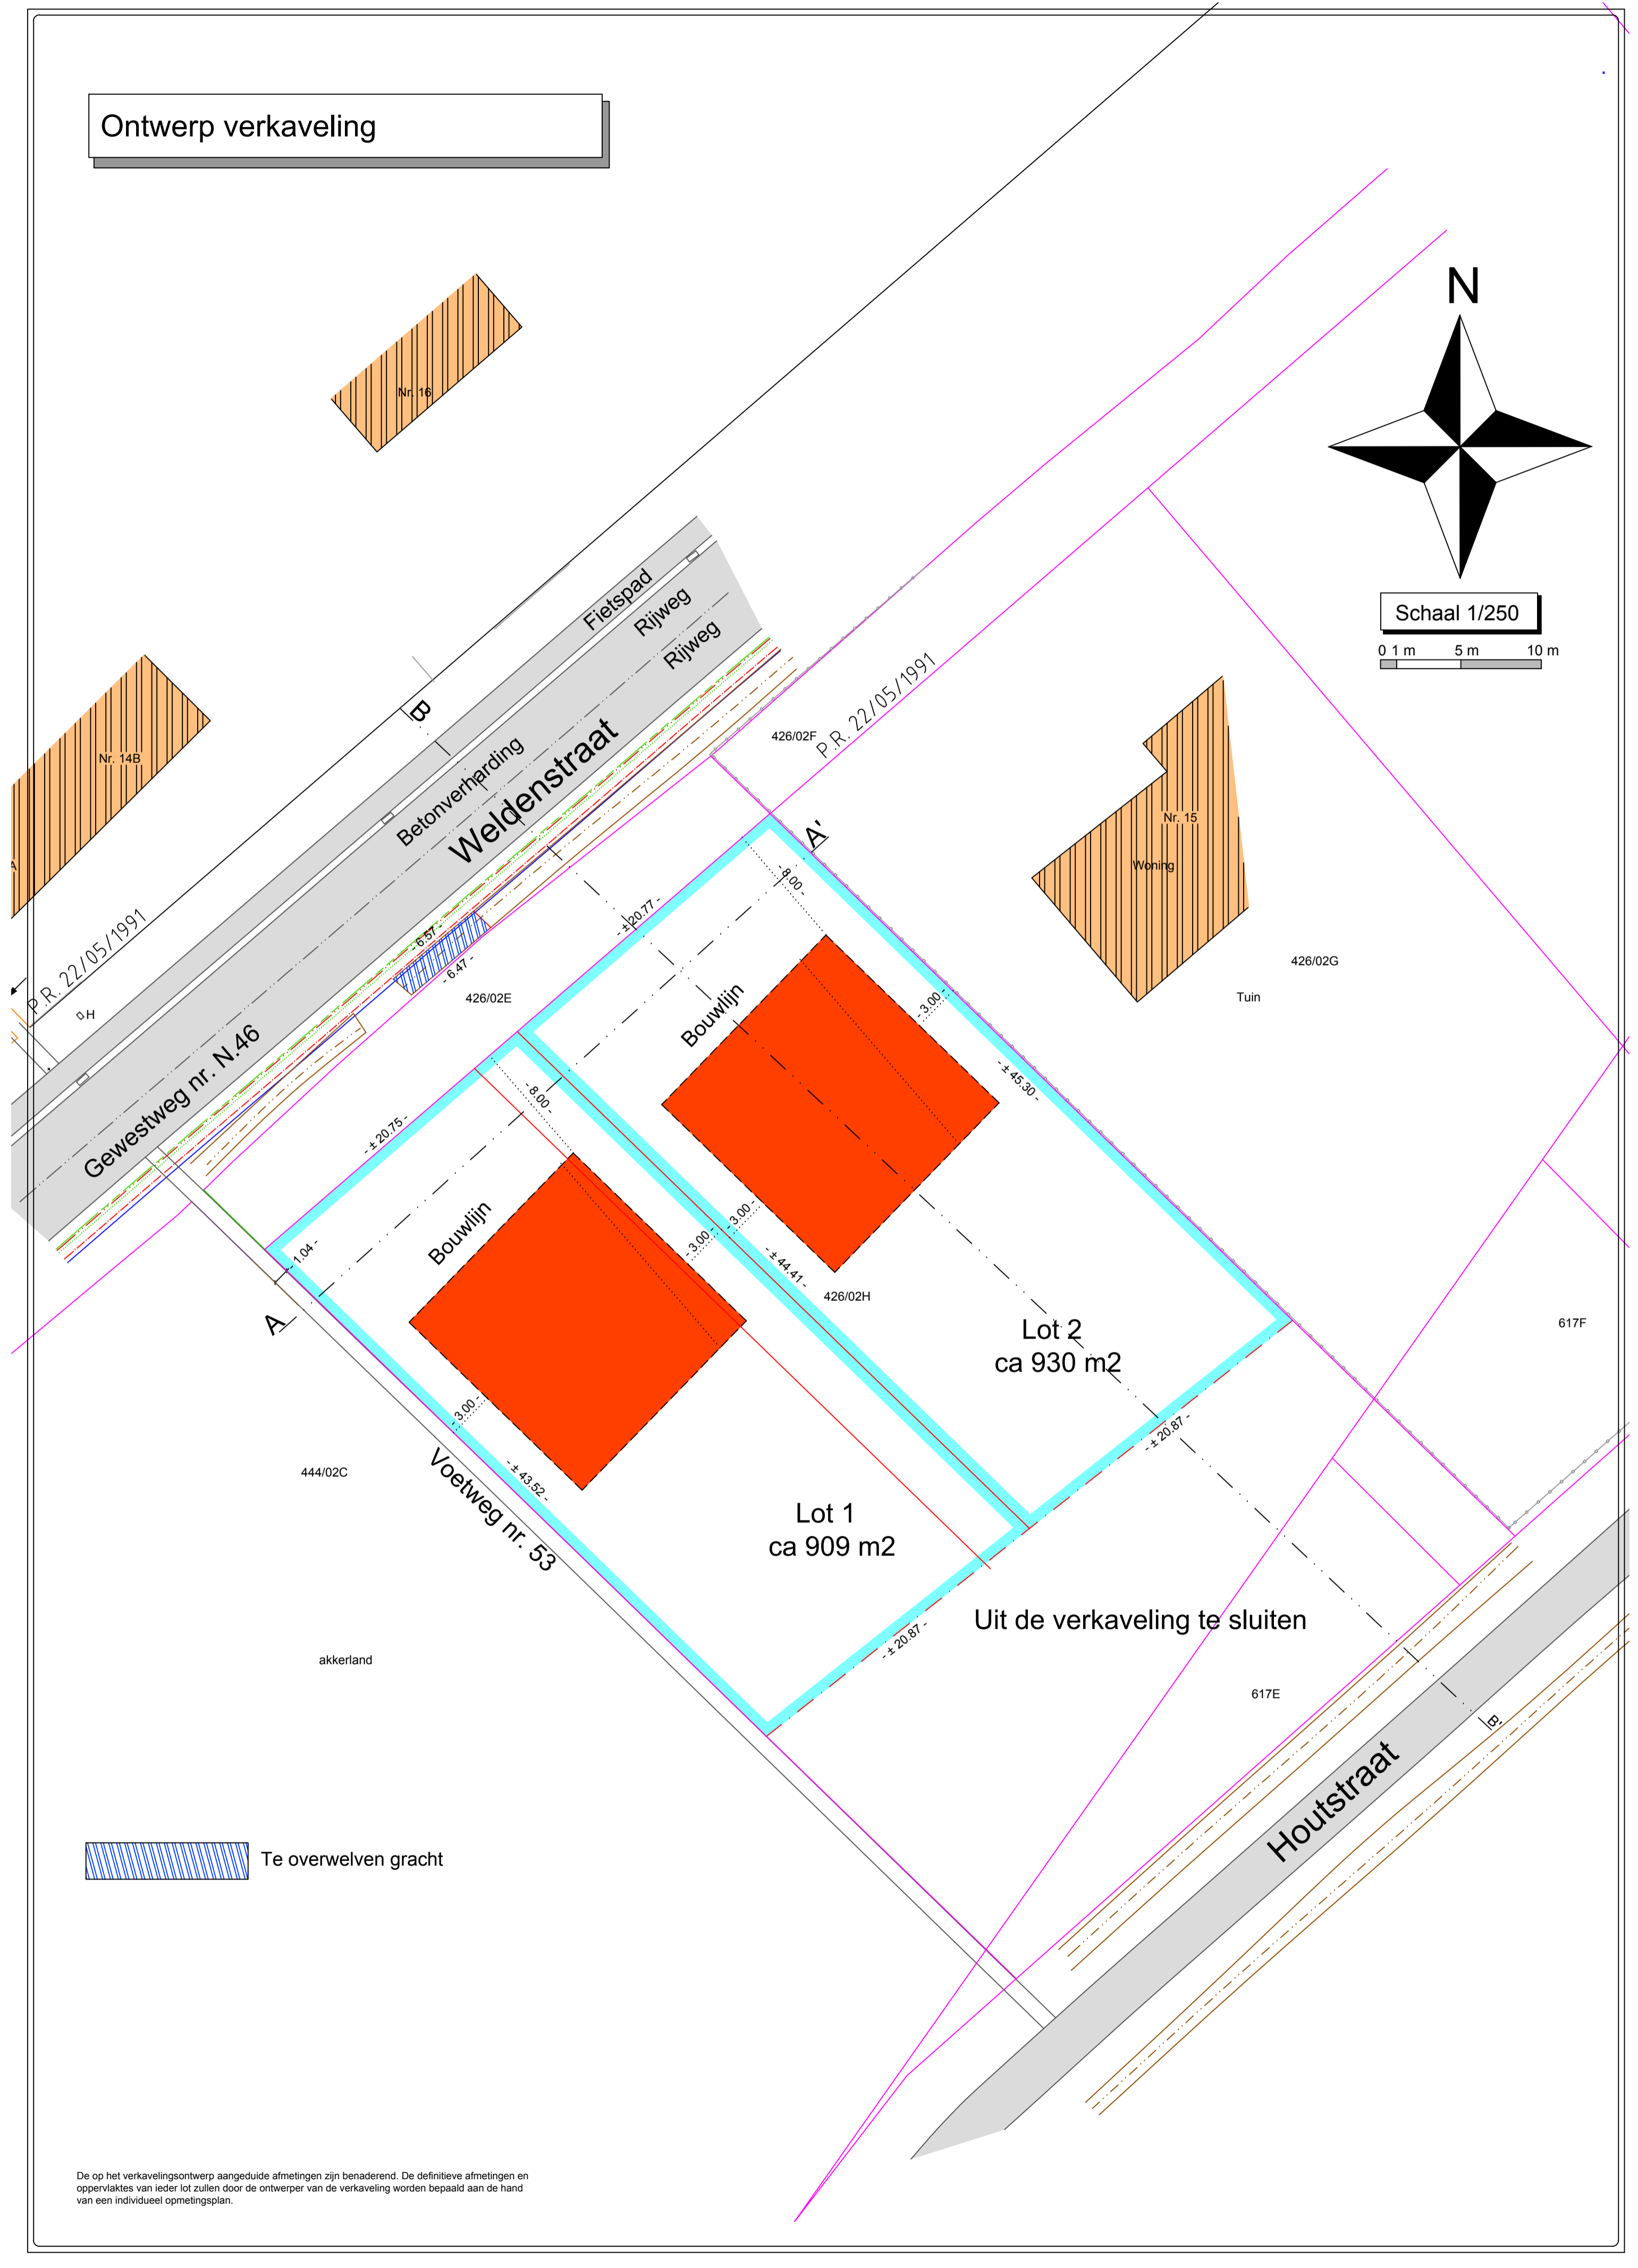 Ontwerp verkaveling
N
Nr. 16
Schaal 1/250
0 1 m 5 m 10 m
Fietspad
Rijweg
Rijweg
B
Nr. 14B
Betonverharding
Weldenstraat
426/02F
P.R. 22/05/1991
A'
Nr. 15
Woning
- 8.00 -
- ± 20.77-
- 6.57 -
- 6.47 -
426/02E
426/02G
Tuin
P.R. 22/05/1991
H
Gewestweg nr. N.46
Bouwlijn
- 3.00 -
- ± 45.30 -
- 8.00 -
- ± 20.75-
Bouwlijn
- 3.00 -
- 3.00 -
- 1.04 -
- ± 44.41 -
426/02H
A
Lot 2
ca 930 m2
617F
- 3.00 -
- ± 20.87 -
444/02C
Voetweg nr. 53
- ± 43.52 -
Lot 1
ca 909 m2
Uit de verkaveling te sluiten
- ± 20.87 -
akkerland
617E
B'
Houtstraat
Te overwelven gracht
De op het verkavelingsontwerp aangeduide afmetingen zijn benaderend. De definitieve afmetingen en
oppervlaktes van ieder lot zullen door de ontwerper van de verkaveling worden bepaald aan de hand
van een individueel opmetingsplan.